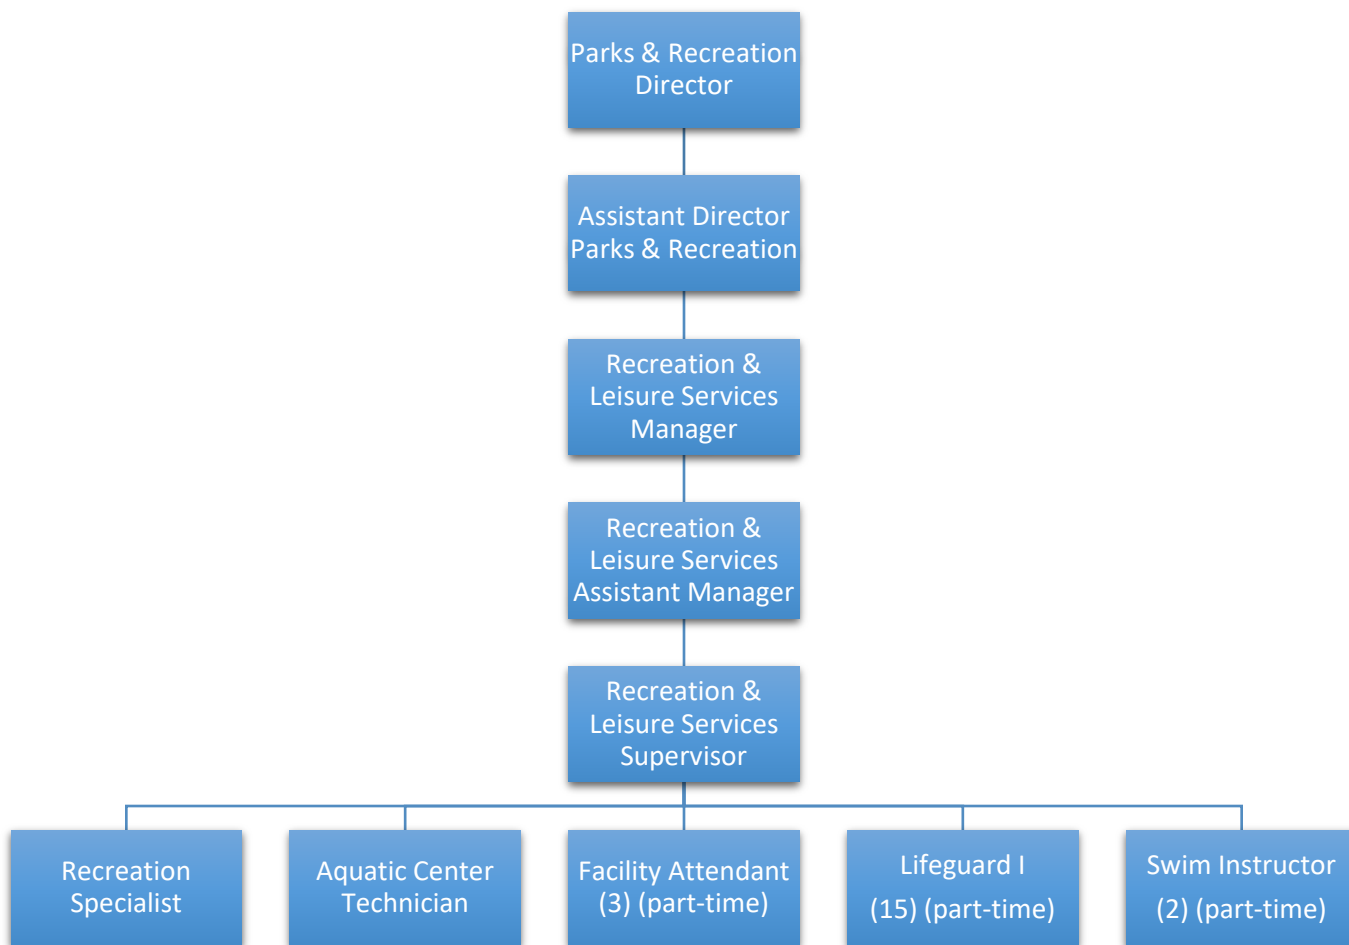 Parks & Recreation
Director
Assistant Director
Parks & Recreation
Recreation &
Leisure Services
Manager
Recreation &
Leisure Services
Assistant Manager
Recreation &
Leisure Services
Supervisor
Recreation
Specialist
Aquatic Center
Technician
Facility Attendant
(3) (part-time)
Lifeguard I
(15) (part-time)
Swim Instructor
(2) (part-time)